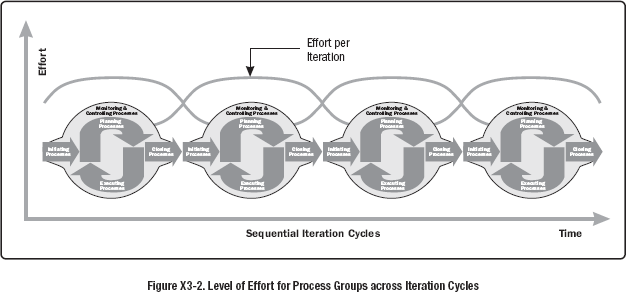 Effort
Effort per
Iteration
Monitoring &
Controlling Processes
Planning
Processes
Initiating
Processes
Closing
Processes
Executing
Processes
Monitoring &
Controlling Processes
Planning
Processes
Initiating
Processes
Closing
Processes
Executing
Processes
Monitoring &
Controlling Processes
Planning
Processes
Initiating
Processes
Closing
Processes
Executing
Processes
Monitoring &
Controlling Processes
Planning
Processes
Initiating
Processes
Closing
Processes
Executing
Processes
Sequential Iteration Cycles
Time
Figure X3-2. Level of Effort for Process Groups across Iteration Cycles